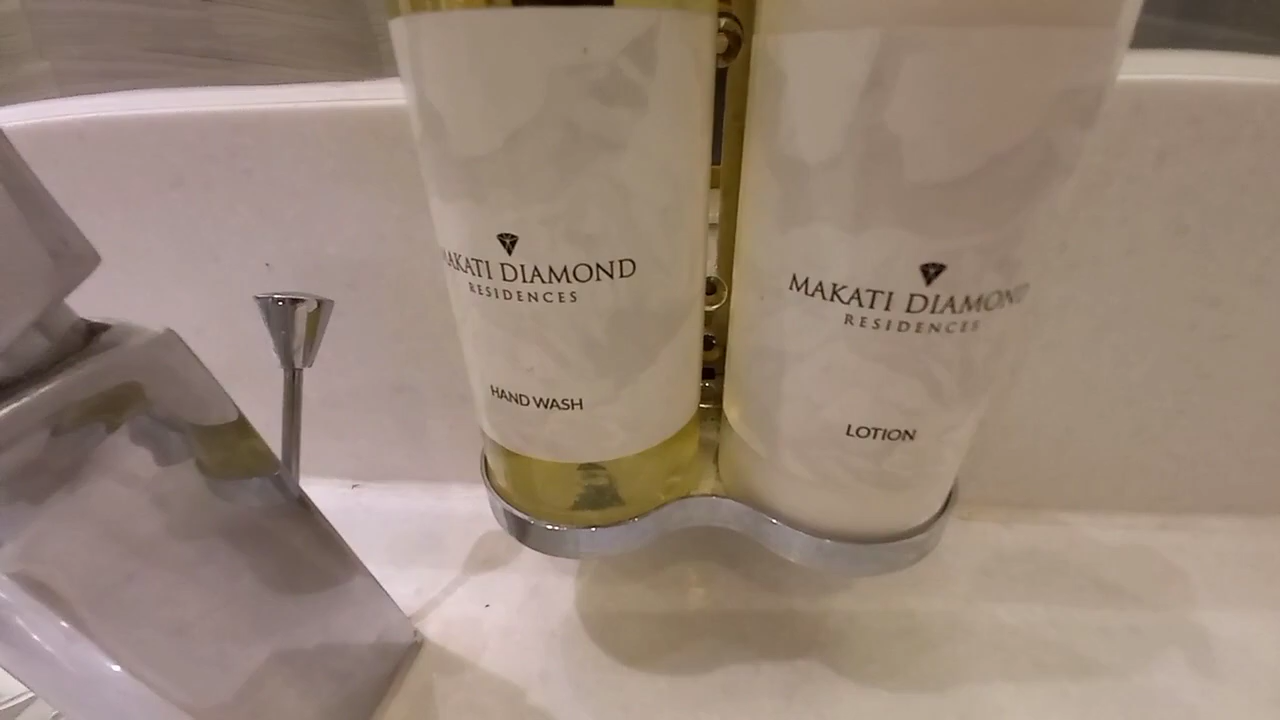 MAKATI DIAMOND
RESIDENCES
HAND WASH
MAKATI DIAMOND
RESIDENCES
LOTION